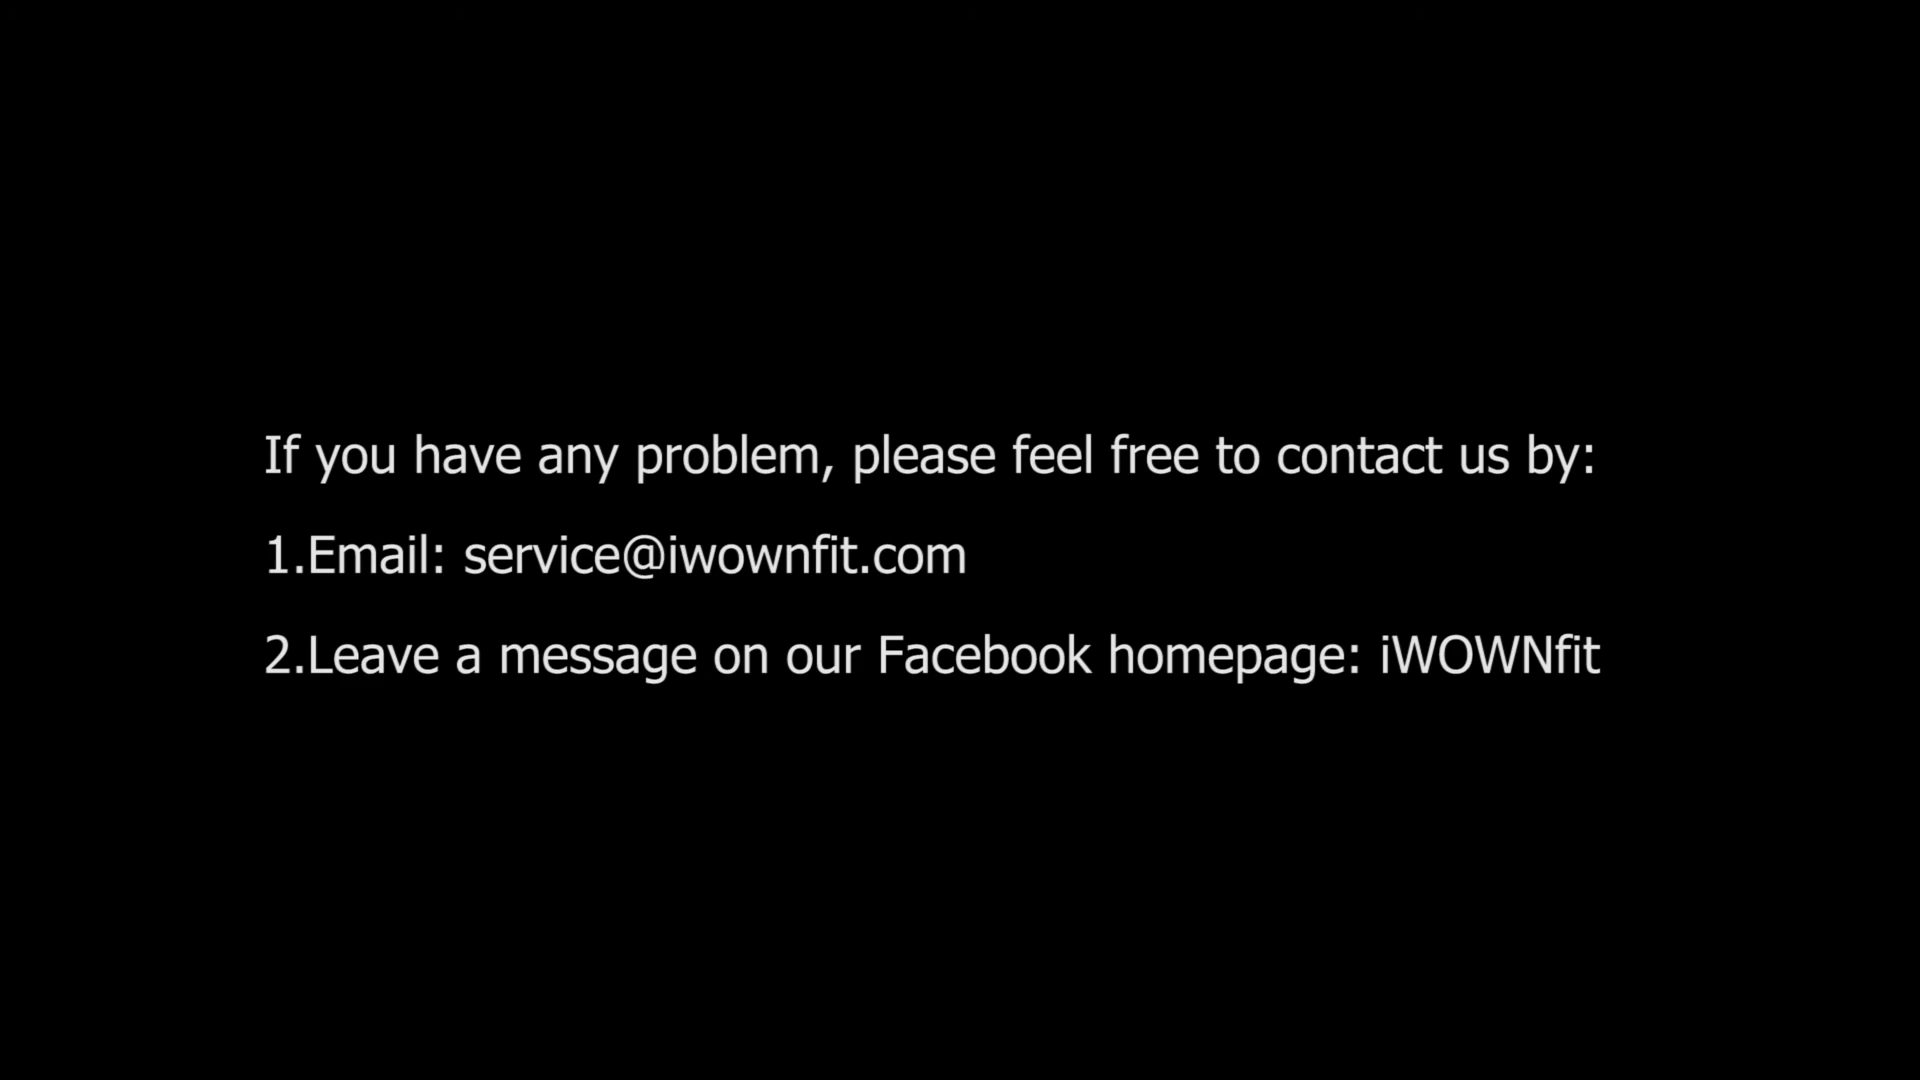 If you have any problem, please feel free to contact us by:
1.Email: service@iwownfit.com
2.Leave a message on our Facebook homepage: iWOWNfit